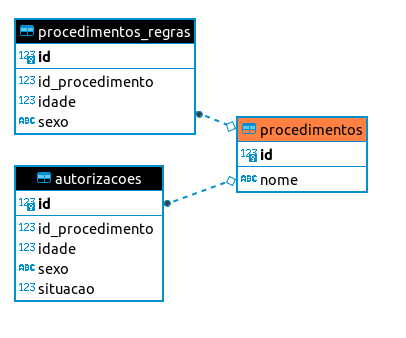 procedimentos_regras
123 id
123 id_procedimento
123 idade
ABC sexo
procedimentos
123 id
ABC nome
autorizacoes
123 id
123 id_procedimento
123 idade
ABC sexo
123 situacao